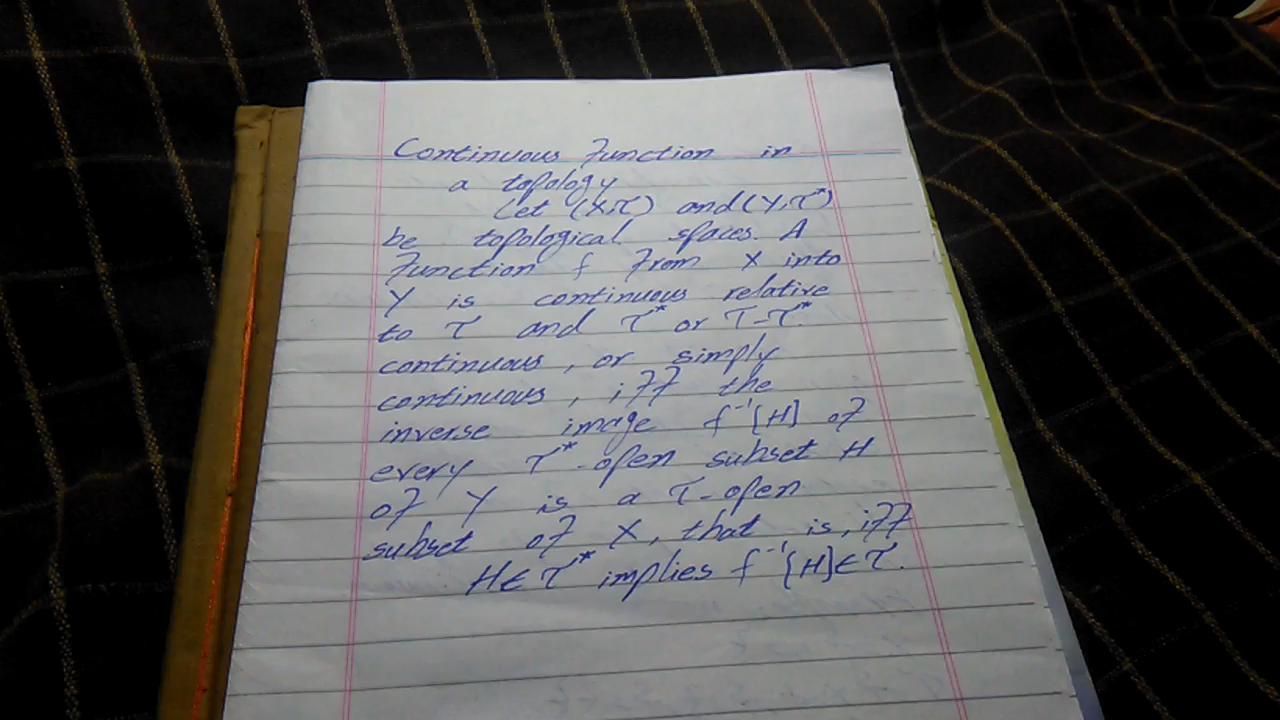 Continuous Function in
a topology
Let (X,τ) and (Y,τ*)
be topological spaces. A
function f from X into
Y is continuous relative
to τ and τ* or τ-τ*
continuous, or simply
continuous, iff the
inverse image f⁻¹[H] of
every τ*-open subset H
of Y is a τ-open
subset of X, that is, iff
H∈τ* implies f⁻¹[H]∈τ.